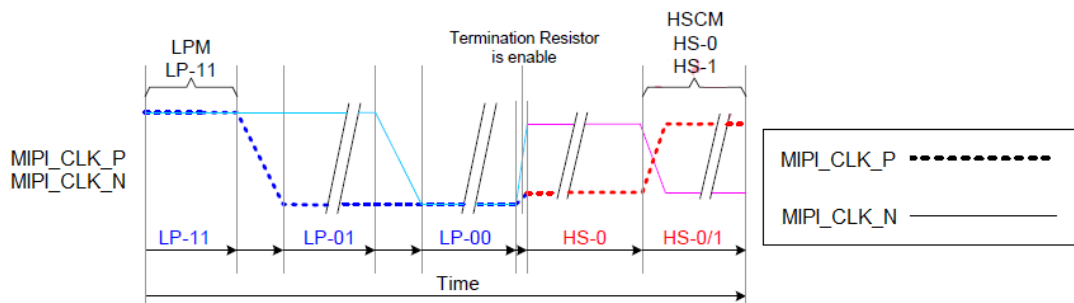 LPM
LP-11
Termination Resistor
is enable
HSCM
HS-0
HS-1
MIPI_CLK_P
MIPI_CLK_N
MIPI_CLK_P
MIPI_CLK_N
LP-11 LP-01 LP-00 HS-0 HS-0/1
Time